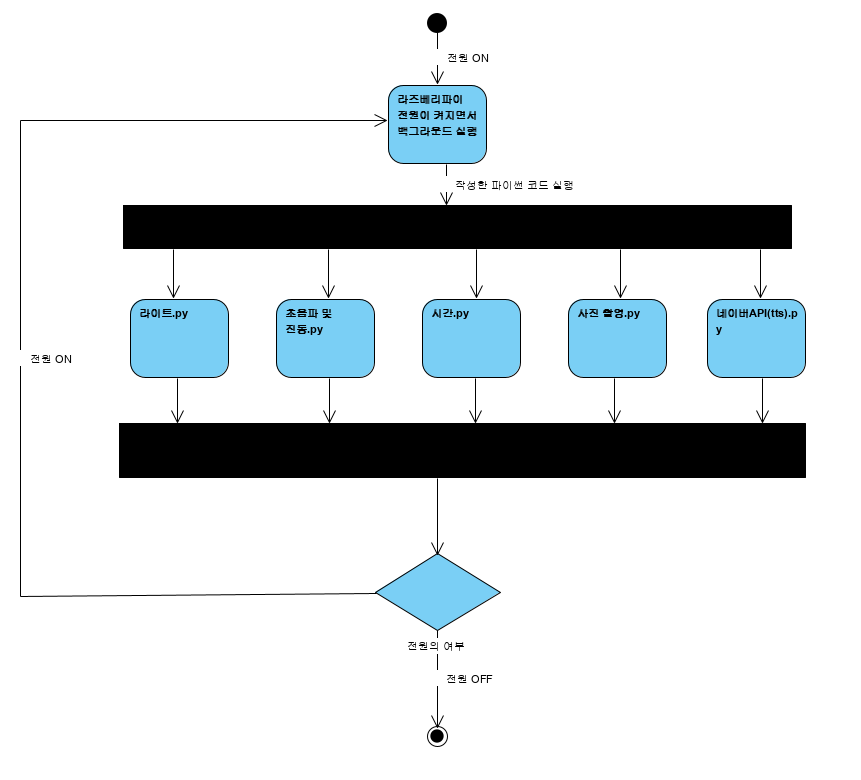 전원 ON
라즈베리파이
전원이 켜지면서
백그라운드 실행
작성한 파이썬 코드 실행
라이트.py
초음파 및
진동.py
시간.py
사진 촬영.py
네이버API(tts).p
y
전원 ON
전원의 여부
전원 OFF